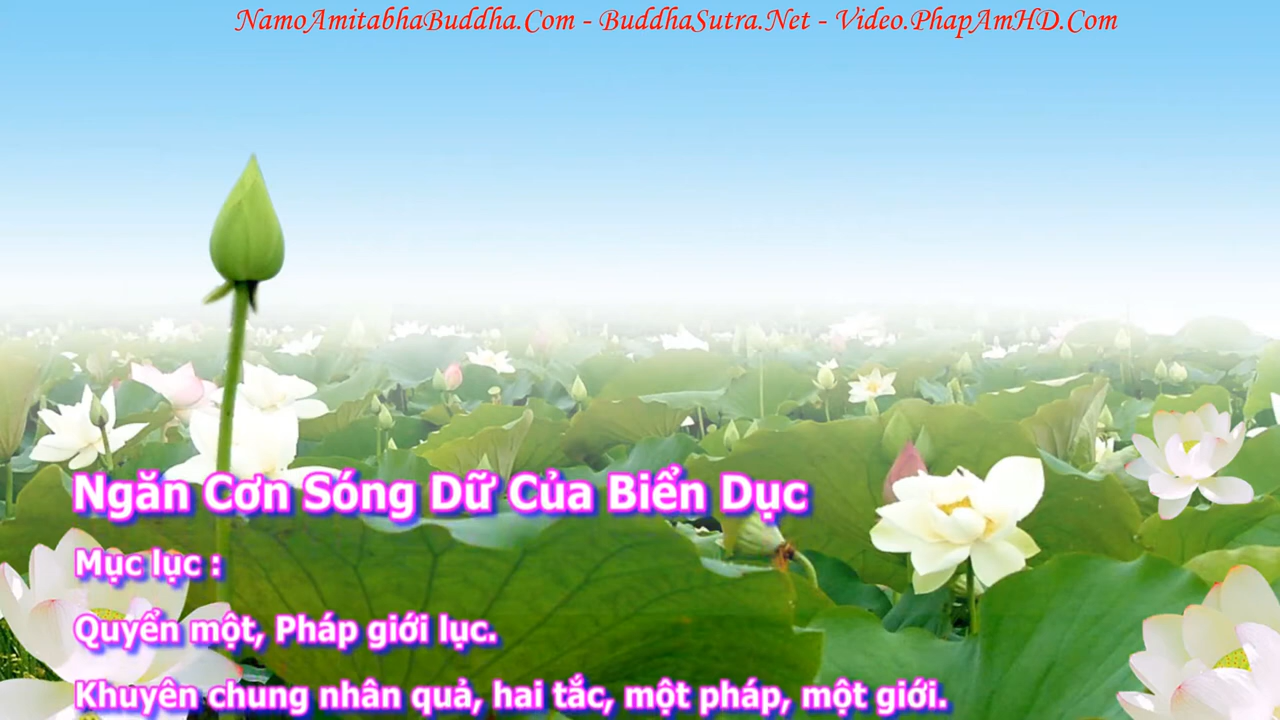 NamoAmitabhaBuddha.Com - BuddhaSutra.Net - Video.PhapAmHD.Com
Ngăn Cơn Sóng Dữ Của Biển Dục
Mục lục :
Quyển một, Pháp giới lục.
Khuyên chung nhân quả, hai tắc, một pháp, một giới.